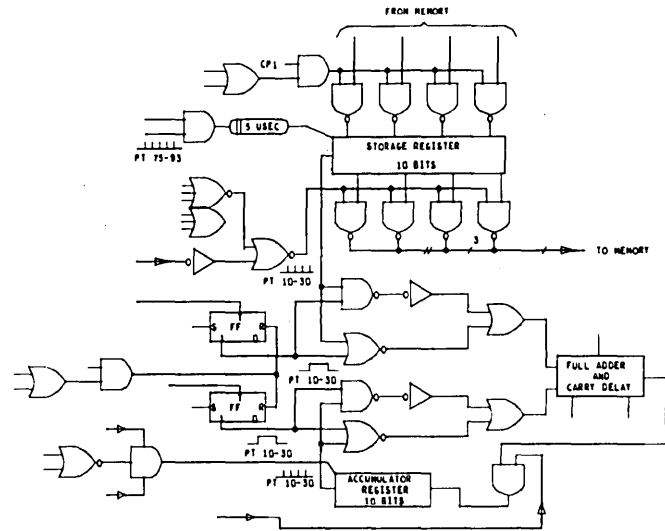 FROM MEMORY
CP1
5 USEC
PT 75-93
STORAGE REGISTER
10 BITS
3
TO MEMORY
PT 10-30
S FF R
0
PT 10-30
FULL ADDER
AND
CARRY DELAY
S FF R
0
PT 10-30
PT 10-30
ACCUMULATOR
REGISTER
10 BITS